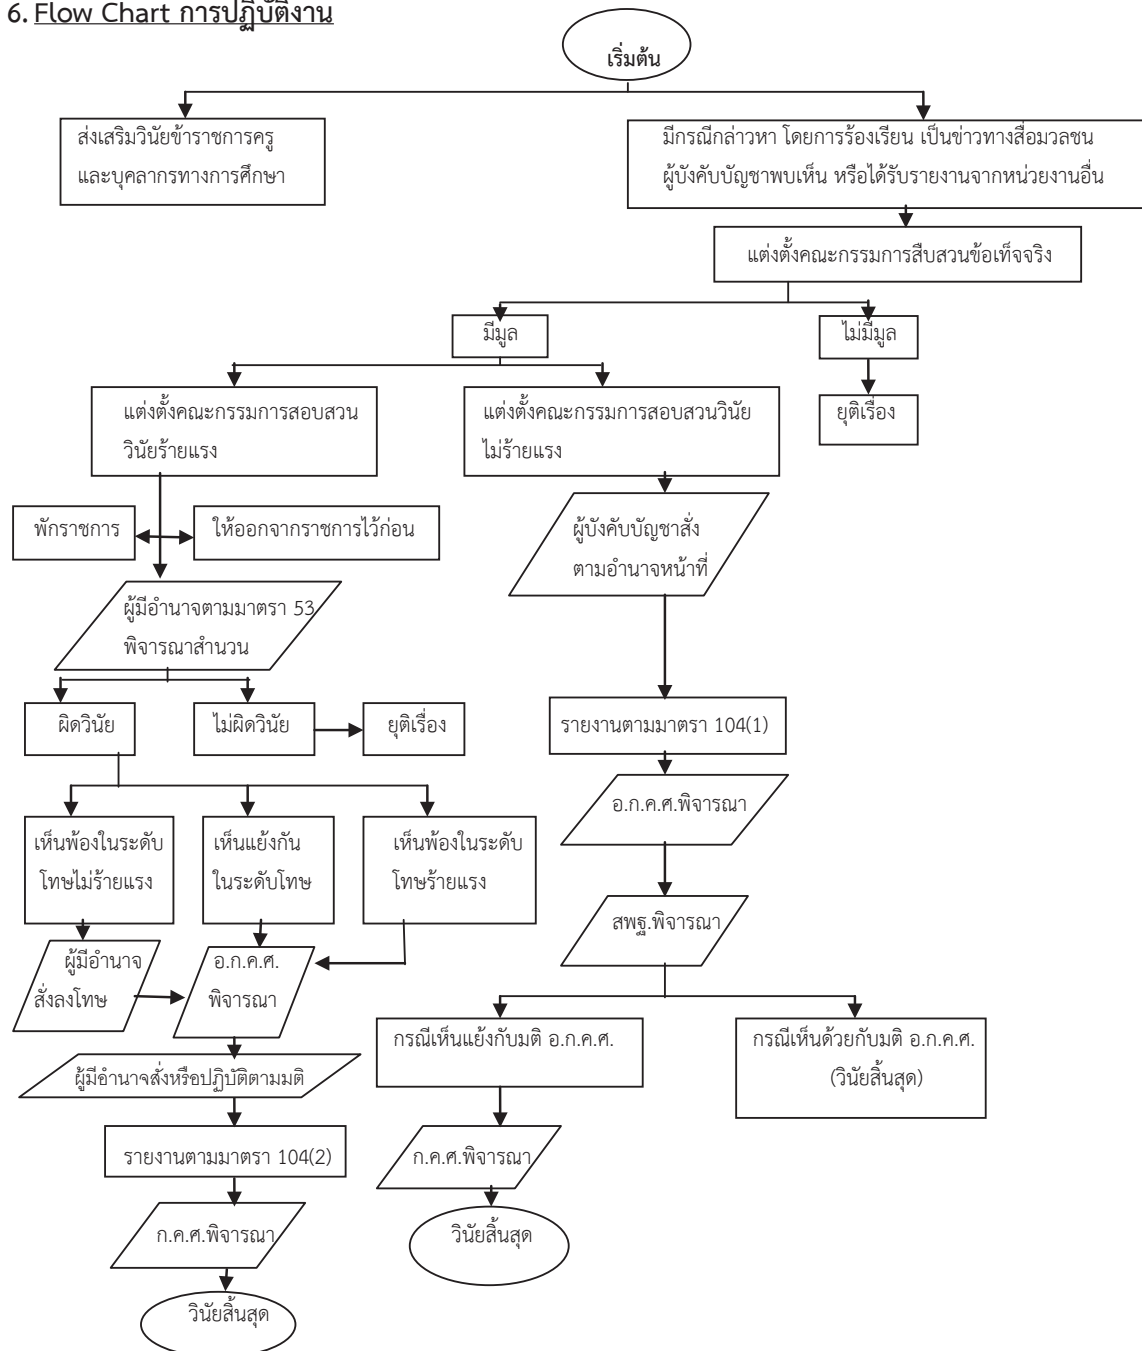 6. Flow Chart การปฏิบัติงาน
เริ่มต้น
ส่งเสริมวินัยข้าราชการครู
และบุคลากรทางการศึกษา
มีกรณีกล่าวหา โดยการร้องเรียน เป็นข่าวทางสื่อมวลชน
ผู้บังคับบัญชาพบเห็น หรือได้รับรายงานจากหน่วยงานอื่น
แต่งตั้งคณะกรรมการสืบสวนข้อเท็จจริง
มีมูล
ไม่มีมูล
ยุติเรื่อง
แต่งตั้งคณะกรรมการสอบสวน
วินัยร้ายแรง
แต่งตั้งคณะกรรมการสอบสวนวินัย
ไม่ร้ายแรง
พักราชการ
ให้ออกจากราชการไว้ก่อน
ผู้บังคับบัญชาสั่ง
ตามอำนาจหน้าที่
ผู้มีอำนาจตามมาตรา 53
พิจารณาสำนวน
ผิดวินัย
ไม่ผิดวินัย
ยุติเรื่อง
รายงานตามมาตรา 104(1)
อ.ก.ค.ศ.พิจารณา
เห็นพ้องในระดับ
โทษไม่ร้ายแรง
เห็นแย้งกัน
ในระดับโทษ
เห็นพ้องในระดับ
โทษร้ายแรง
สพฐ.พิจารณา
ผู้มีอำนาจ
สั่งลงโทษ
อ.ก.ค.ศ.
พิจารณา
กรณีเห็นแย้งกับมติ อ.ก.ค.ศ.
กรณีเห็นด้วยกับมติ อ.ก.ค.ศ.
(วินัยสิ้นสุด)
ผู้มีอำนาจสั่งหรือปฏิบัติตามมติ
รายงานตามมาตรา 104(2)
ก.ค.ศ.พิจารณา
ก.ค.ศ.พิจารณา
วินัยสิ้นสุด
วินัยสิ้นสุด